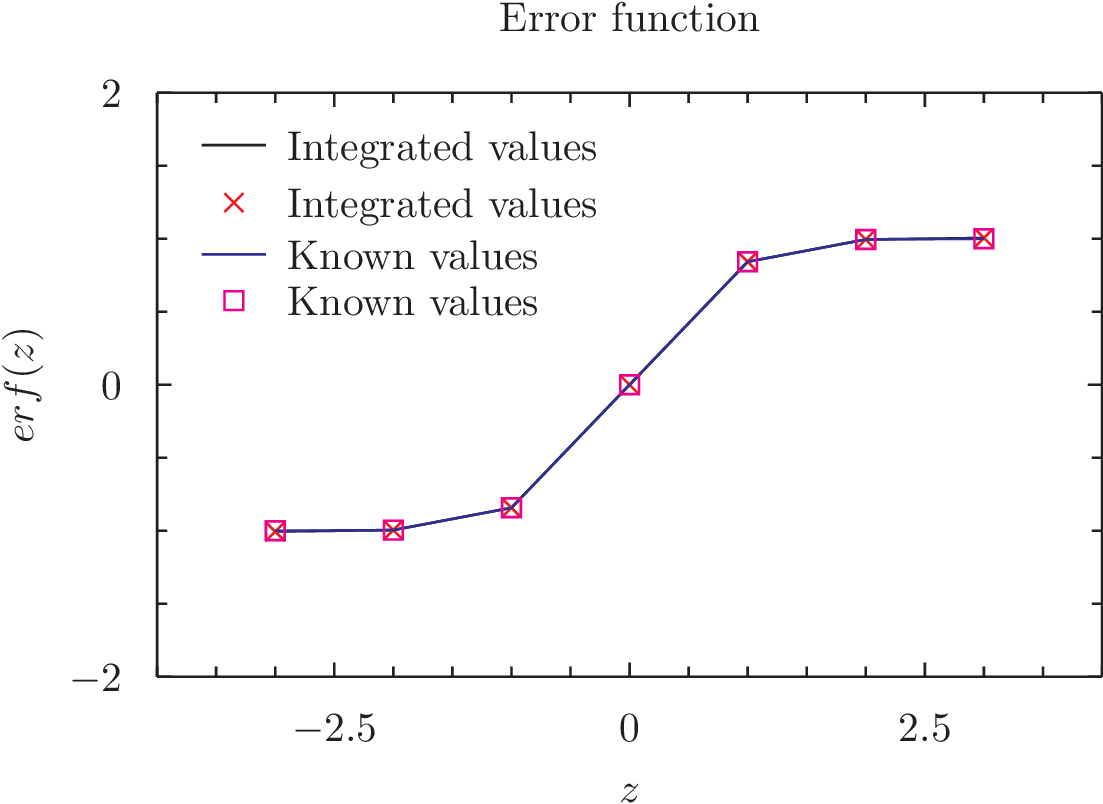 Error function
2
Integrated values
Integrated values
Known values
Known values
erf(z)
0
−2
−2.5 0 2.5
z